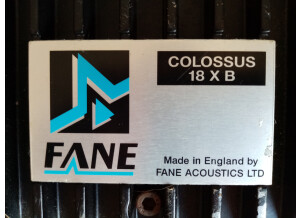 COLOSSUS
18 X B
FANE
Made in England by
FANE ACOUSTICS LTD